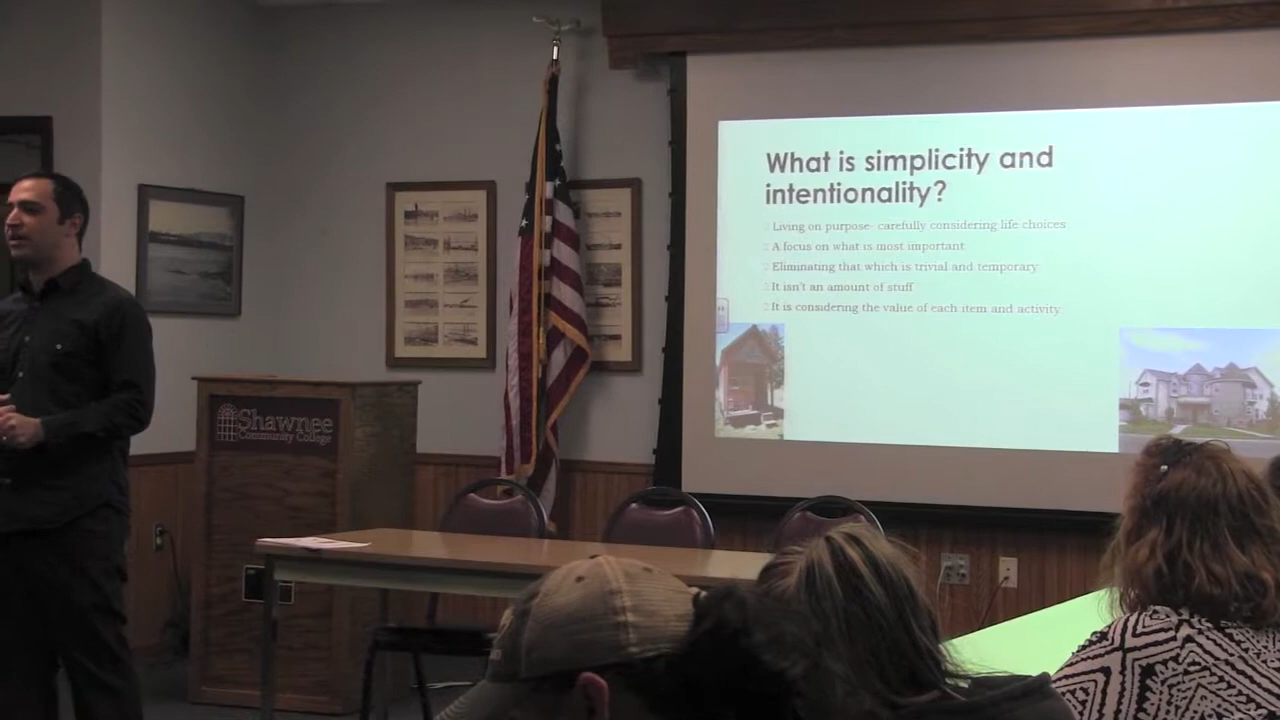 What is simplicity and
intentionality?
Living on purpose- carefully considering life choices
A focus on what is most important
Eliminating that which is trivial and temporary
It isn't an amount of stuff
It is considering the value of each item and activity
Shawnee
Community College